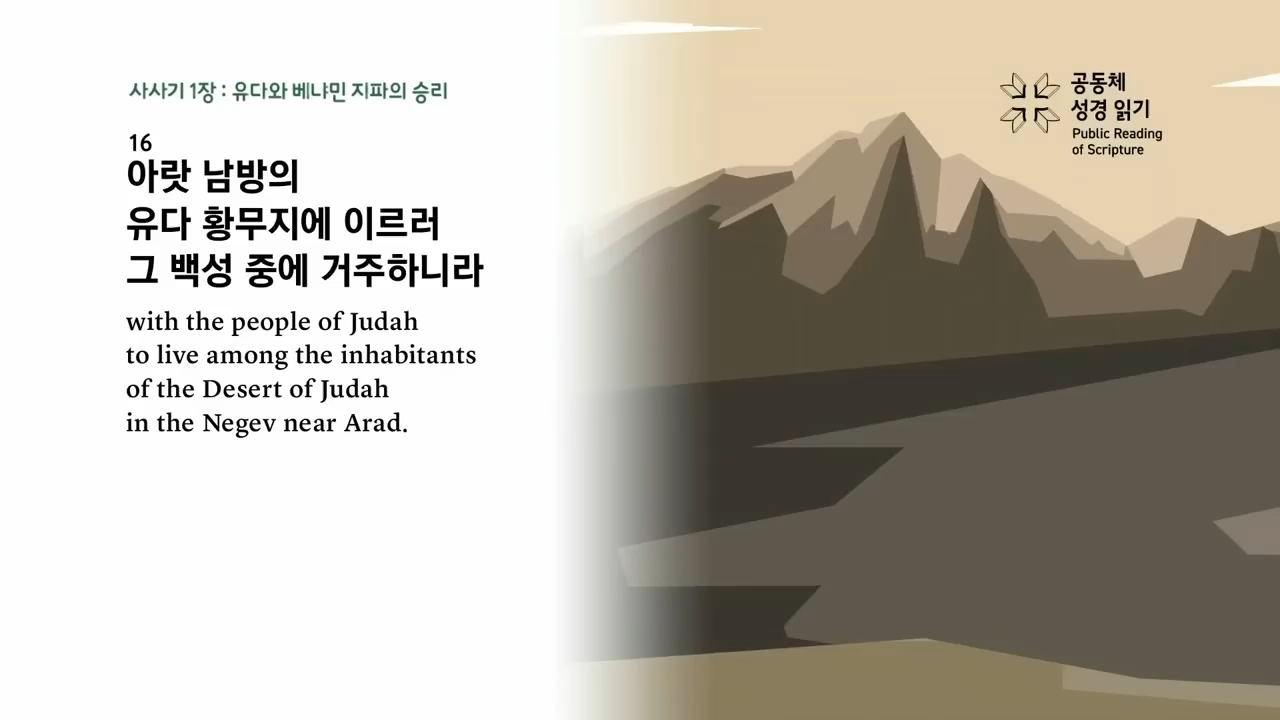 사사기 1장 : 유다와 베냐민 지파의 승리
16
아랏 남방의
유다 황무지에 이르러
그 백성 중에 거주하니라
with the people of Judah
to live among the inhabitants
of the Desert of Judah
in the Negev near Arad.
공동체
성경 읽기
Public Reading
of Scripture